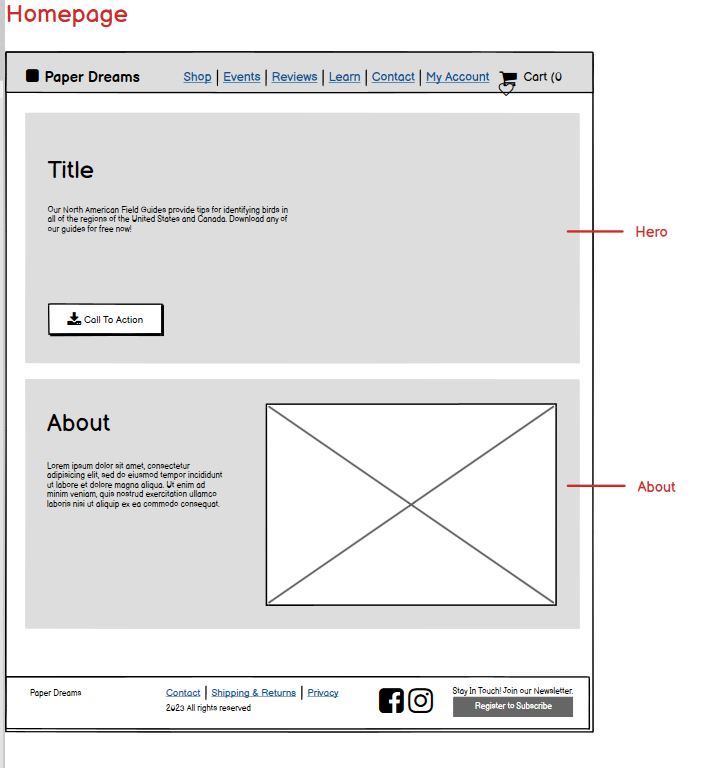 Homepage
Paper Dreams
Shop | Events | Reviews | Learn | Contact | My Account
Cart (0
Title
Our North American Field Guides provide tips for identifying birds in
all of the regions of the United States and Canada. Download any of
our guides for free now!
Hero
Call To Action
About
Lorem ipsum dolor sit amet, consectetur
adipisicing elit, sed do eiusmod tempor incididunt
ut labore et dolore magna aliqua. Ut enim ad
minim veniam, quis nostrud exercitation ullamco
laboris nisi ut aliquip ex ea commodo consequat.
About
Paper Dreams
Contact | Shipping & Returns | Privacy
2023 All rights reserved
Stay In Touch! Join our Newsletter.
Register to Subscribe